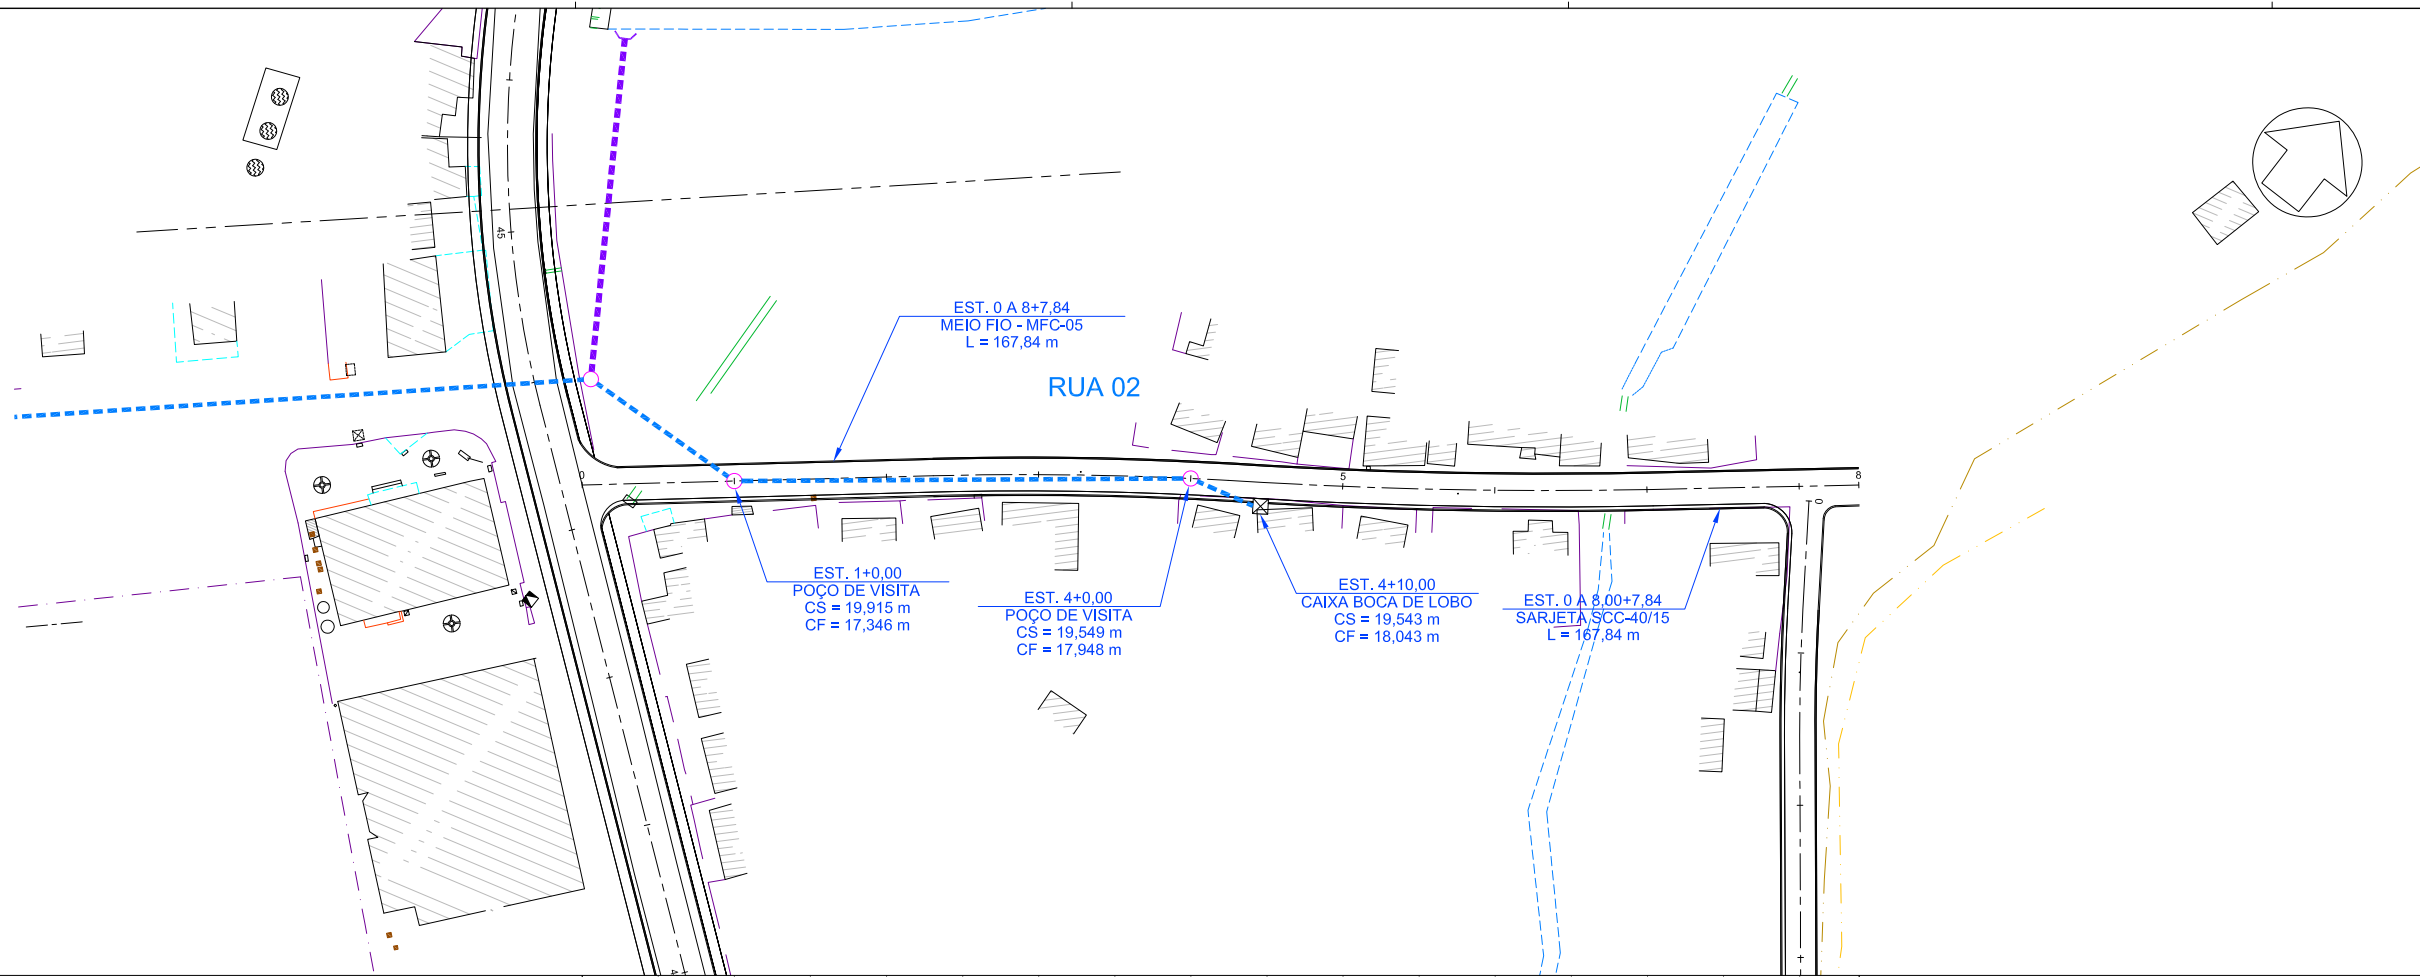 45
EST. 0 A 8+7,84
MEIO FIO - MFC-05
L = 167,84 m
RUA 02
0
5
8
0
EST. 1+0,00
POÇO DE VISITA
CS = 19,915 m
CF = 17,346 m
EST. 4+0,00
POÇO DE VISITA
CS = 19,549 m
CF = 17,948 m
EST. 4+10,00
CAIXA BOCA DE LOBO
CS = 19,543 m
CF = 18,043 m
EST. 0 A 8,00+7,84
SARJETA SCC-40/15
L = 167,84 m